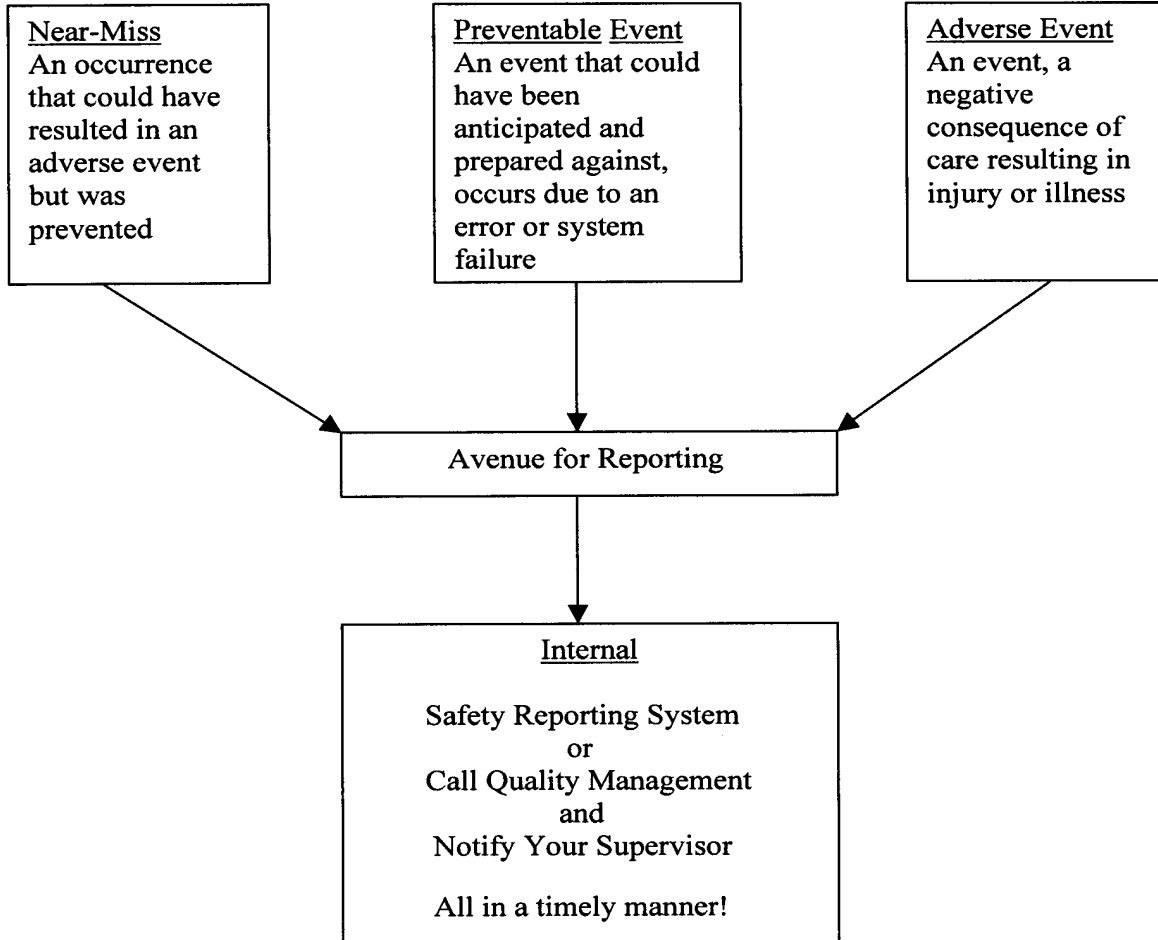 Near-Miss
An occurrence
that could have
resulted in an
adverse event
but was
prevented
Preventable Event
An event that could
have been
anticipated and
prepared against,
occurs due to an
error or system
failure
Adverse Event
An event, a
negative
consequence of
care resulting in
injury or illness
Avenue for Reporting
Internal
Safety Reporting System
or
Call Quality Management
and
Notify Your Supervisor
All in a timely manner!